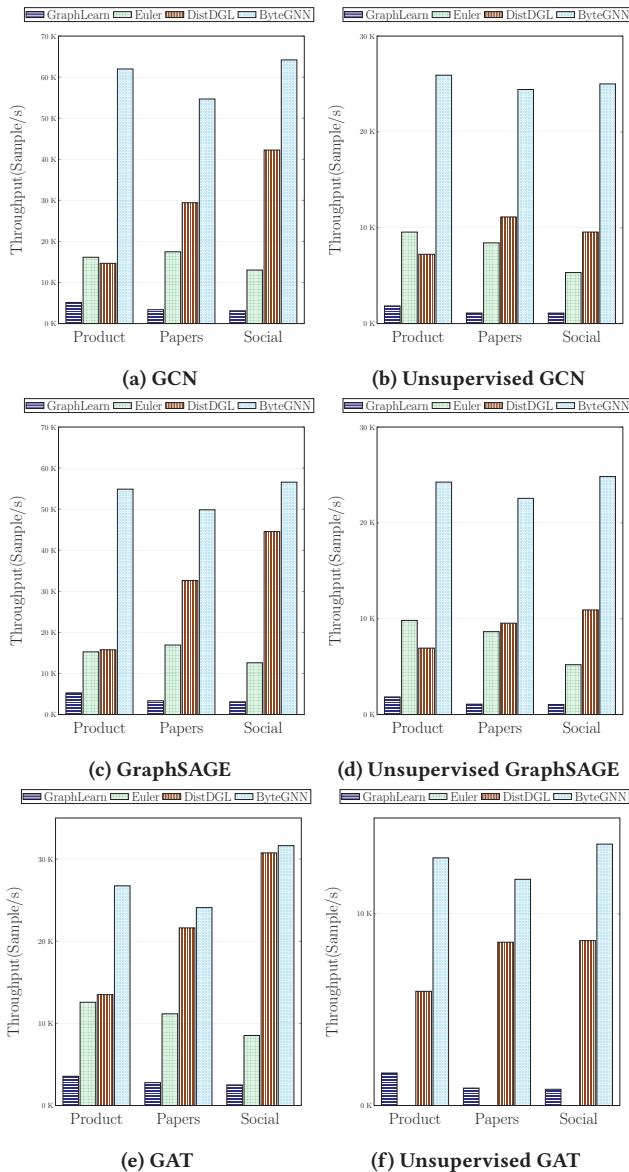 GraphLearn Euler DistDGL ByteGNN
Throughput(Sample/s)
70 K
60 K
50 K
40 K
30 K
20 K
10 K
0 K
Product Papers Social
(a) GCN
GraphLearn Euler DistDGL ByteGNN
Throughput(Sample/s)
30 K
20 K
10 K
0 K
Product Papers Social
(b) Unsupervised GCN
GraphLearn Euler DistDGL ByteGNN
Throughput(Sample/s)
70 K
60 K
50 K
40 K
30 K
20 K
10 K
0 K
Product Papers Social
(c) GraphSAGE
GraphLearn Euler DistDGL ByteGNN
Throughput(Sample/s)
30 K
20 K
10 K
0 K
Product Papers Social
(d) Unsupervised GraphSAGE
GraphLearn Euler DistDGL ByteGNN
Throughput(Sample/s)
30 K
20 K
10 K
0 K
Product Papers Social
(e) GAT
GraphLearn Euler DistDGL ByteGNN
Throughput(Sample/s)
10 K
0 K
Product Papers Social
(f) Unsupervised GAT